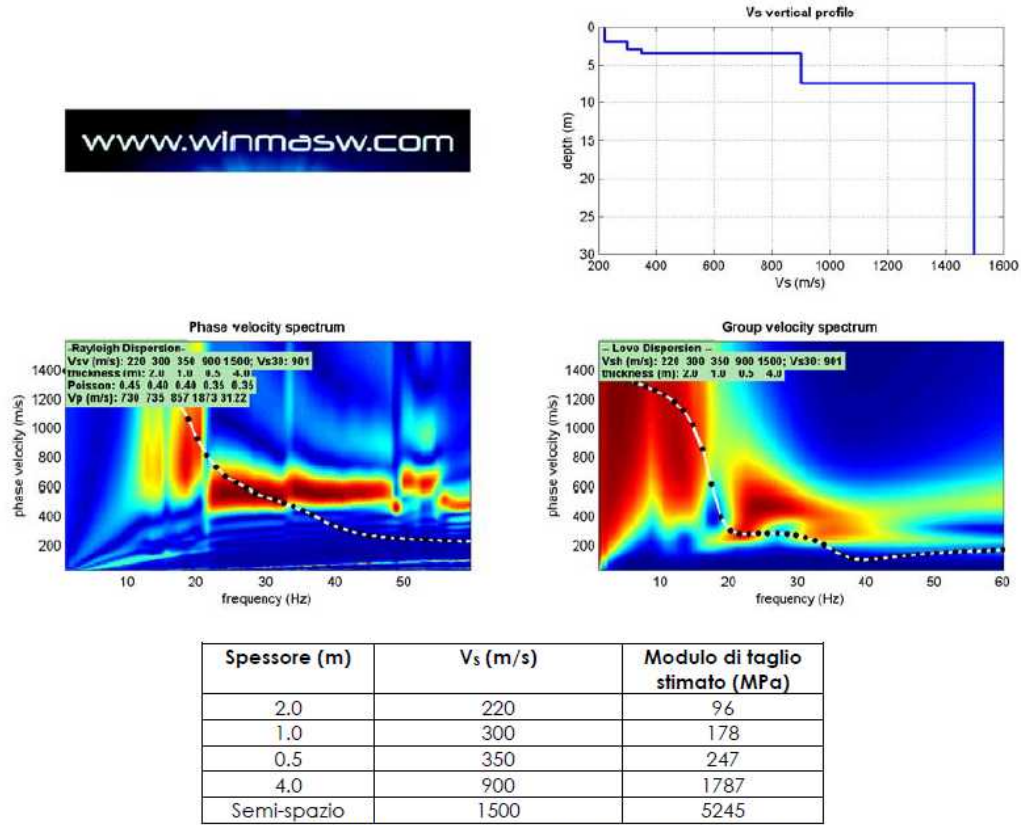 Vs vertical profile
www.winmasw.com
0
5
10
15
20
25
30
depth (m)
200 400 600 800 1000 1200 1400 1600
Vs (m/s)
Phase velocity spectrum
-Rayleigh Dispersion-
Vsv (m/s): 220 300 350 900 1500; Vs30: 901
thickness (m): 2.0 1.0 0.5 4.0
Poisson: 0.45 0.40 0.40 0.35 0.35
Vp (m/s): 730 735 857 1873 3122
1400
1200
1000
800
600
400
200
phase velocity (m/s)
10 20 30 40 50
frequency (Hz)
Group velocity spectrum
-- Love Dispersion --
Vsh (m/s): 220 300 350 900 1500; Vs30: 901
thickness (m): 2.0 1.0 0.5 4.0
1400
1200
1000
800
600
400
200
phase velocity (m/s)
10 20 30 40 50 60
frequency (Hz)
Spessore (m) Vs (m/s) Modulo di taglio
stimato (MPa)
2.0 220 96
1.0 300 178
0.5 350 247
4.0 900 1787
Semi-spazio 1500 5245